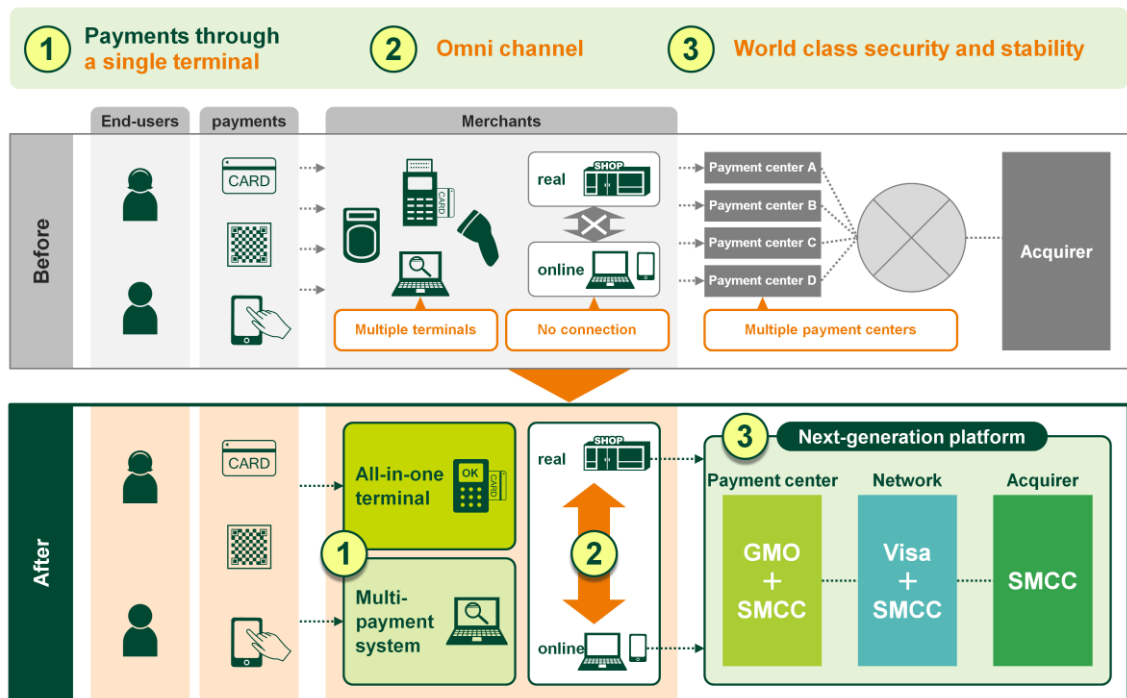 1
Payments through
a single terminal
2
Omni channel
3
World class security and stability
End-users
payments
Merchants
Before
CARD
CARD
real
SHOP
online
Multiple terminals
No connection
Payment center A
Payment center B
Payment center C
Payment center D
Multiple payment centers
Acquirer
After
CARD
1
All-in-one
terminal
OK
CARD
Multi-
payment
system
real
SHOP
2
online
3
Next-generation platform
Payment center
Network
Acquirer
GMO
+
SMCC
Visa
+
SMCC
SMCC